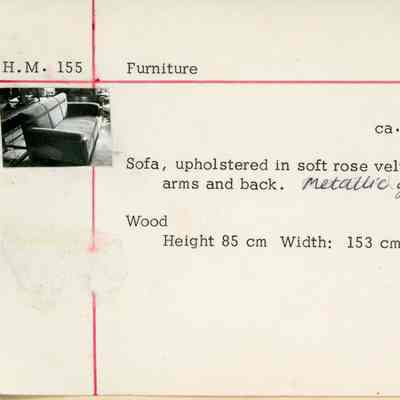 H.M. 155 Furniture
ca.
Sofa, upholstered in soft rose
arms and back. Metallic
Wood
Height 85 cm Width: 153 cm